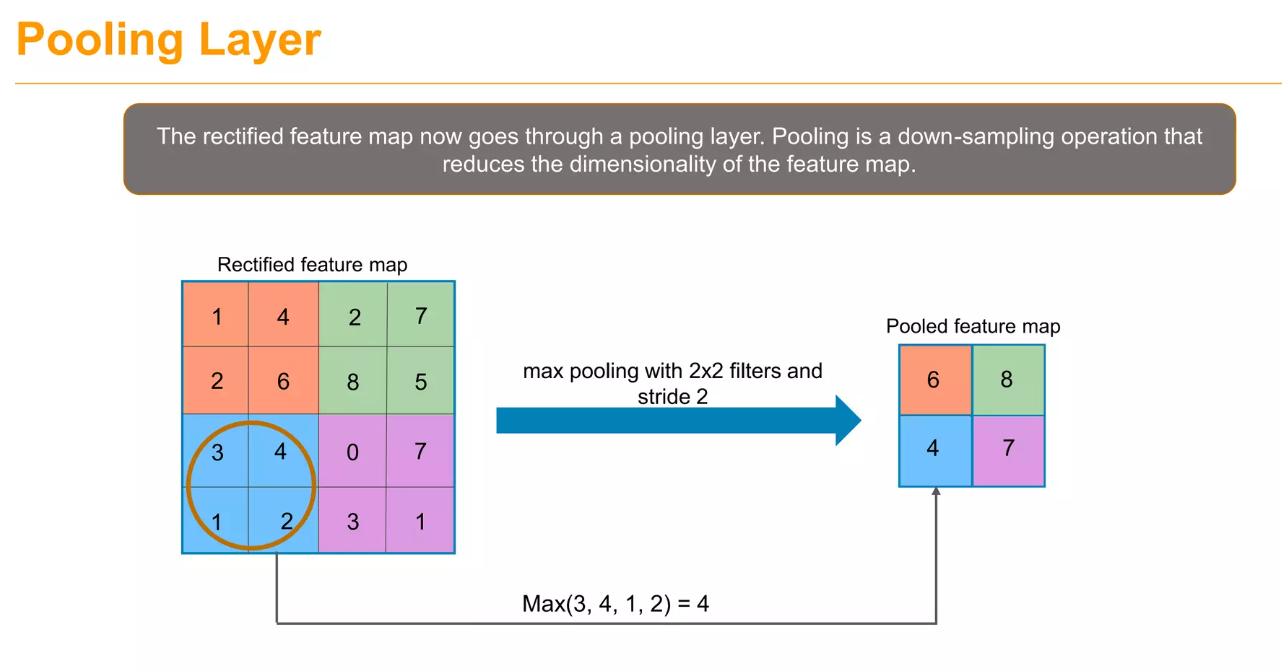 Pooling Layer
The rectified feature map now goes through a pooling layer. Pooling is a down-sampling operation that
reduces the dimensionality of the feature map.
Rectified feature map
1 4 2 7
2 6 8 5
3 4 0 7
1 2 3 1
max pooling with 2x2 filters and
stride 2
Pooled feature map
6 8
4 7
Max(3, 4, 1, 2) = 4